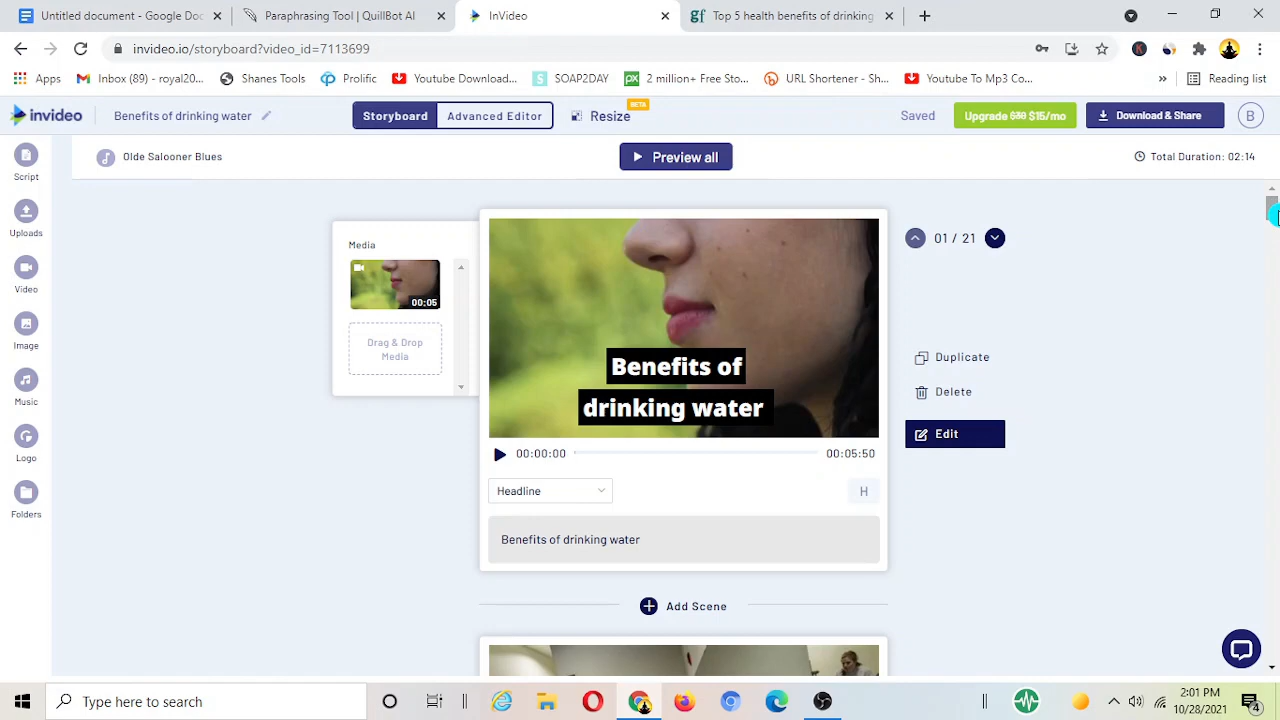 Untitled document - Google Doc
Paraphrasing Tool | QuillBot AI
InVideo
Top 1 health benefits of drinking
invideo.io/storyboard?video_id=7113699
Apps
Inbox (89) - royal20...
Shanes Tools
Prolific
Youtube Download...
SOAP2DAY
2 million+ Free Sto...
URL Shortener - Sh...
Youtube To Mp3 Co...
»
Reading list
invideo
Benefits of drinking water
Storyboard
Advanced Editor
Resize
BETA
Saved
Upgrade $30 $15/mo
Download & Share
B
Olde Salooner Blues
Preview all
Total Duration: 02:14
Script
Uploads
Video
Image
Music
Logo
Folders
Media
00:05
Drag & Drop
Media
Benefits of
drinking water
01 / 21
Duplicate
Delete
Edit
00:00:00
00:05:50
Headline
H
Benefits of drinking water
Add Scene
Type here to search
2:01 PM
10/28/2021